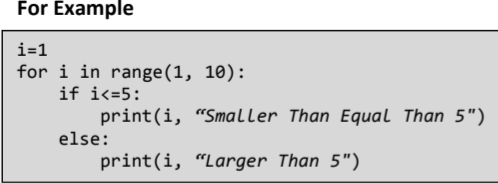 For Example
i=1
for i in range(1, 10):
    if i<=5:
        print(i, “Smaller Than Equal Than 5")
    else:
        print(i, “Larger Than 5")